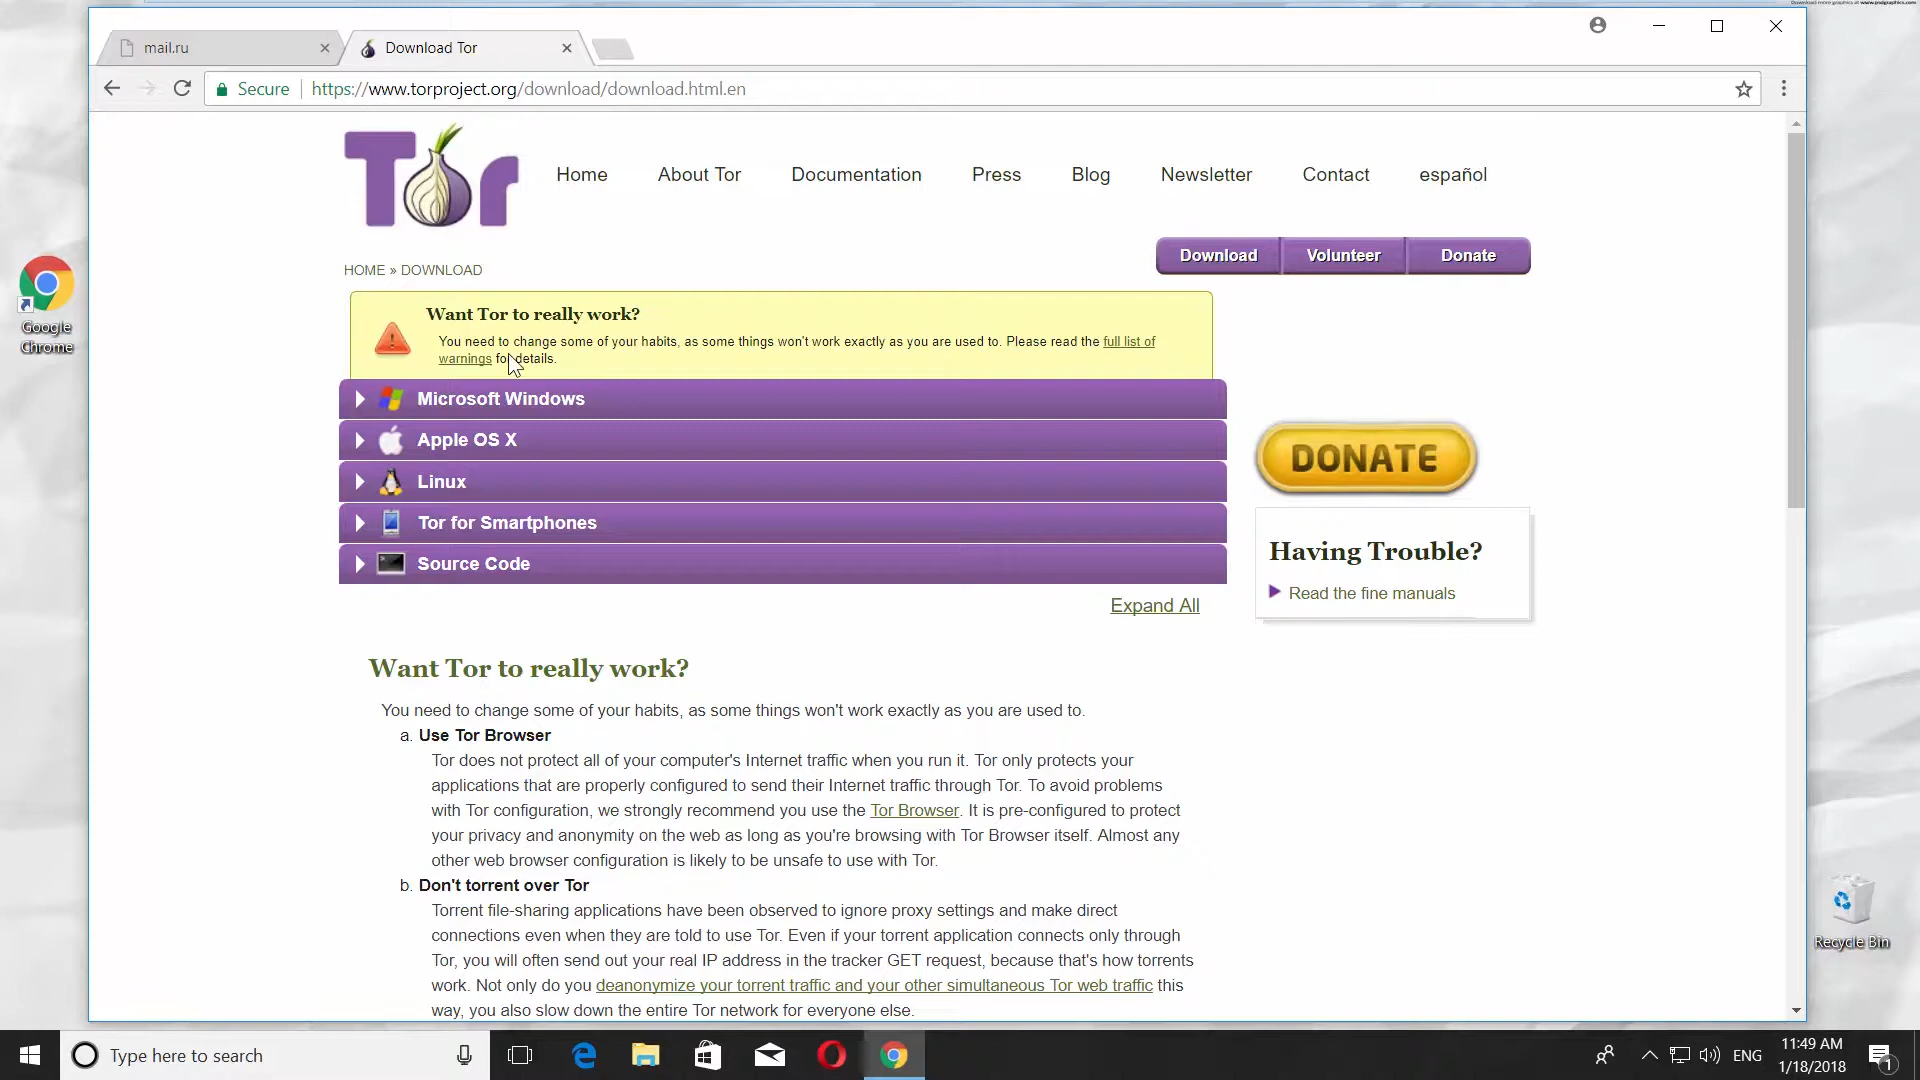 Download more graphics at www.psdgraphics.com
mail.ru
Download Tor
Secure
https://www.torproject.org/download/download.html.en
Tor
Home
About Tor
Documentation
Press
Blog
Newsletter
Contact
español
Download
Volunteer
Donate
HOME » DOWNLOAD
Want Tor to really work?
You need to change some of your habits, as some things won't work exactly as you are used to. Please read the full list of
warnings for details.
Microsoft Windows
Apple OS X
Linux
Tor for Smartphones
Source Code
Expand All
DONATE
Having Trouble?
Read the fine manuals
Want Tor to really work?
You need to change some of your habits, as some things won't work exactly as you are used to.
a. Use Tor Browser
Tor does not protect all of your computer's Internet traffic when you run it. Tor only protects your
applications that are properly configured to send their Internet traffic through Tor. To avoid problems
with Tor configuration, we strongly recommend you use the Tor Browser. It is pre-configured to protect
your privacy and anonymity on the web as long as you're browsing with Tor Browser itself. Almost any
other web browser configuration is likely to be unsafe to use with Tor.
b. Don't torrent over Tor
Torrent file-sharing applications have been observed to ignore proxy settings and make direct
connections even when they are told to use Tor. Even if your torrent application connects only through
Tor, you will often send out your real IP address in the tracker GET request, because that's how torrents
work. Not only do you deanonymize your torrent traffic and your other simultaneous Tor web traffic this
way, you also slow down the entire Tor network for everyone else.
Google
Chrome
Recycle Bin
Type here to search
ENG
11:49 AM
1/18/2018
1